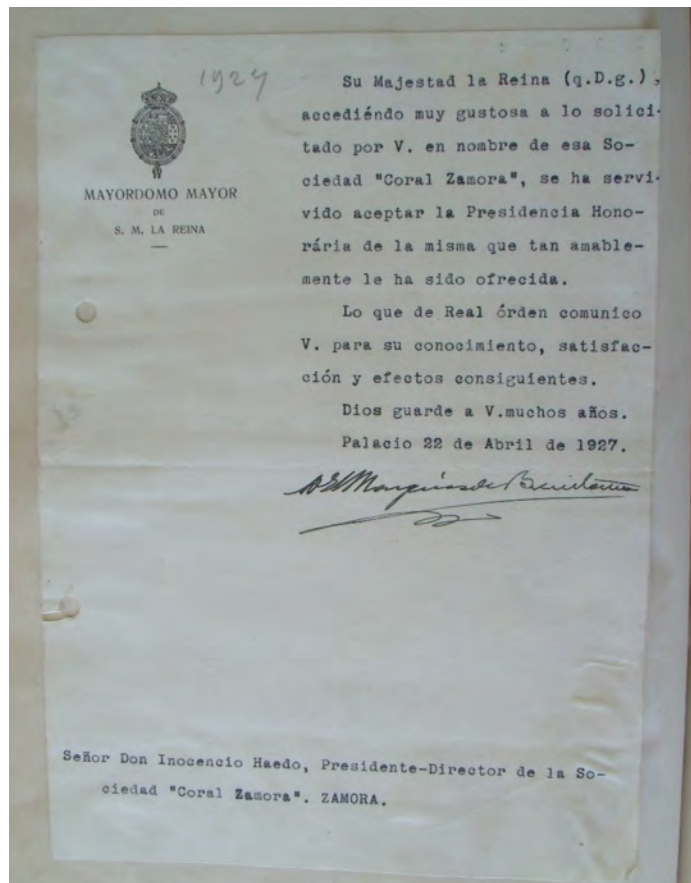 1927
MAYORDOMO MAYOR
DE
S. M. LA REINA
Su Majestad la Reina (q.D.g.),
accediéndo muy gustosa a lo solici-
tado por V. en nombre de esa So-
ciedad "Coral Zamora", se ha servi-
vido aceptar la Presidencia Hono-
rária de la misma que tan amable-
mente le ha sido ofrecida.
Lo que de Real órden comunico
V. para su conocimiento, satisfac-
ción y efectos consiguientes.
Dios guarde a V.muchos años.
Palacio 22 de Abril de 1927.
El Marqués de
Señor Don Inocencio Haedo, Presidente-Director de la So-
ciedad "Coral Zamora". ZAMORA.